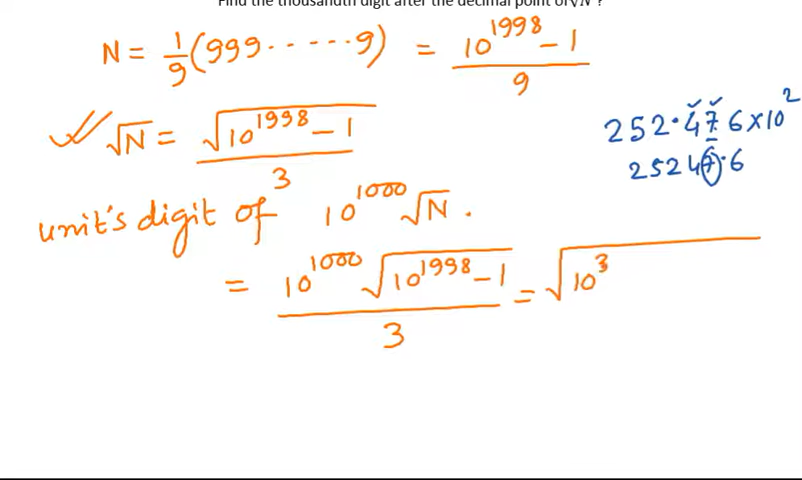 Find the thousandth digit after the decimal point of √N ?
N = 1/9 (999.....9) = (10^1998 - 1)/9
√N = √(10^1998 - 1)/3
252.476×10^2
25247.6
unit's digit of 10^1000 √N.
= 10^1000 √(10^1998 - 1)/3 = √10^3